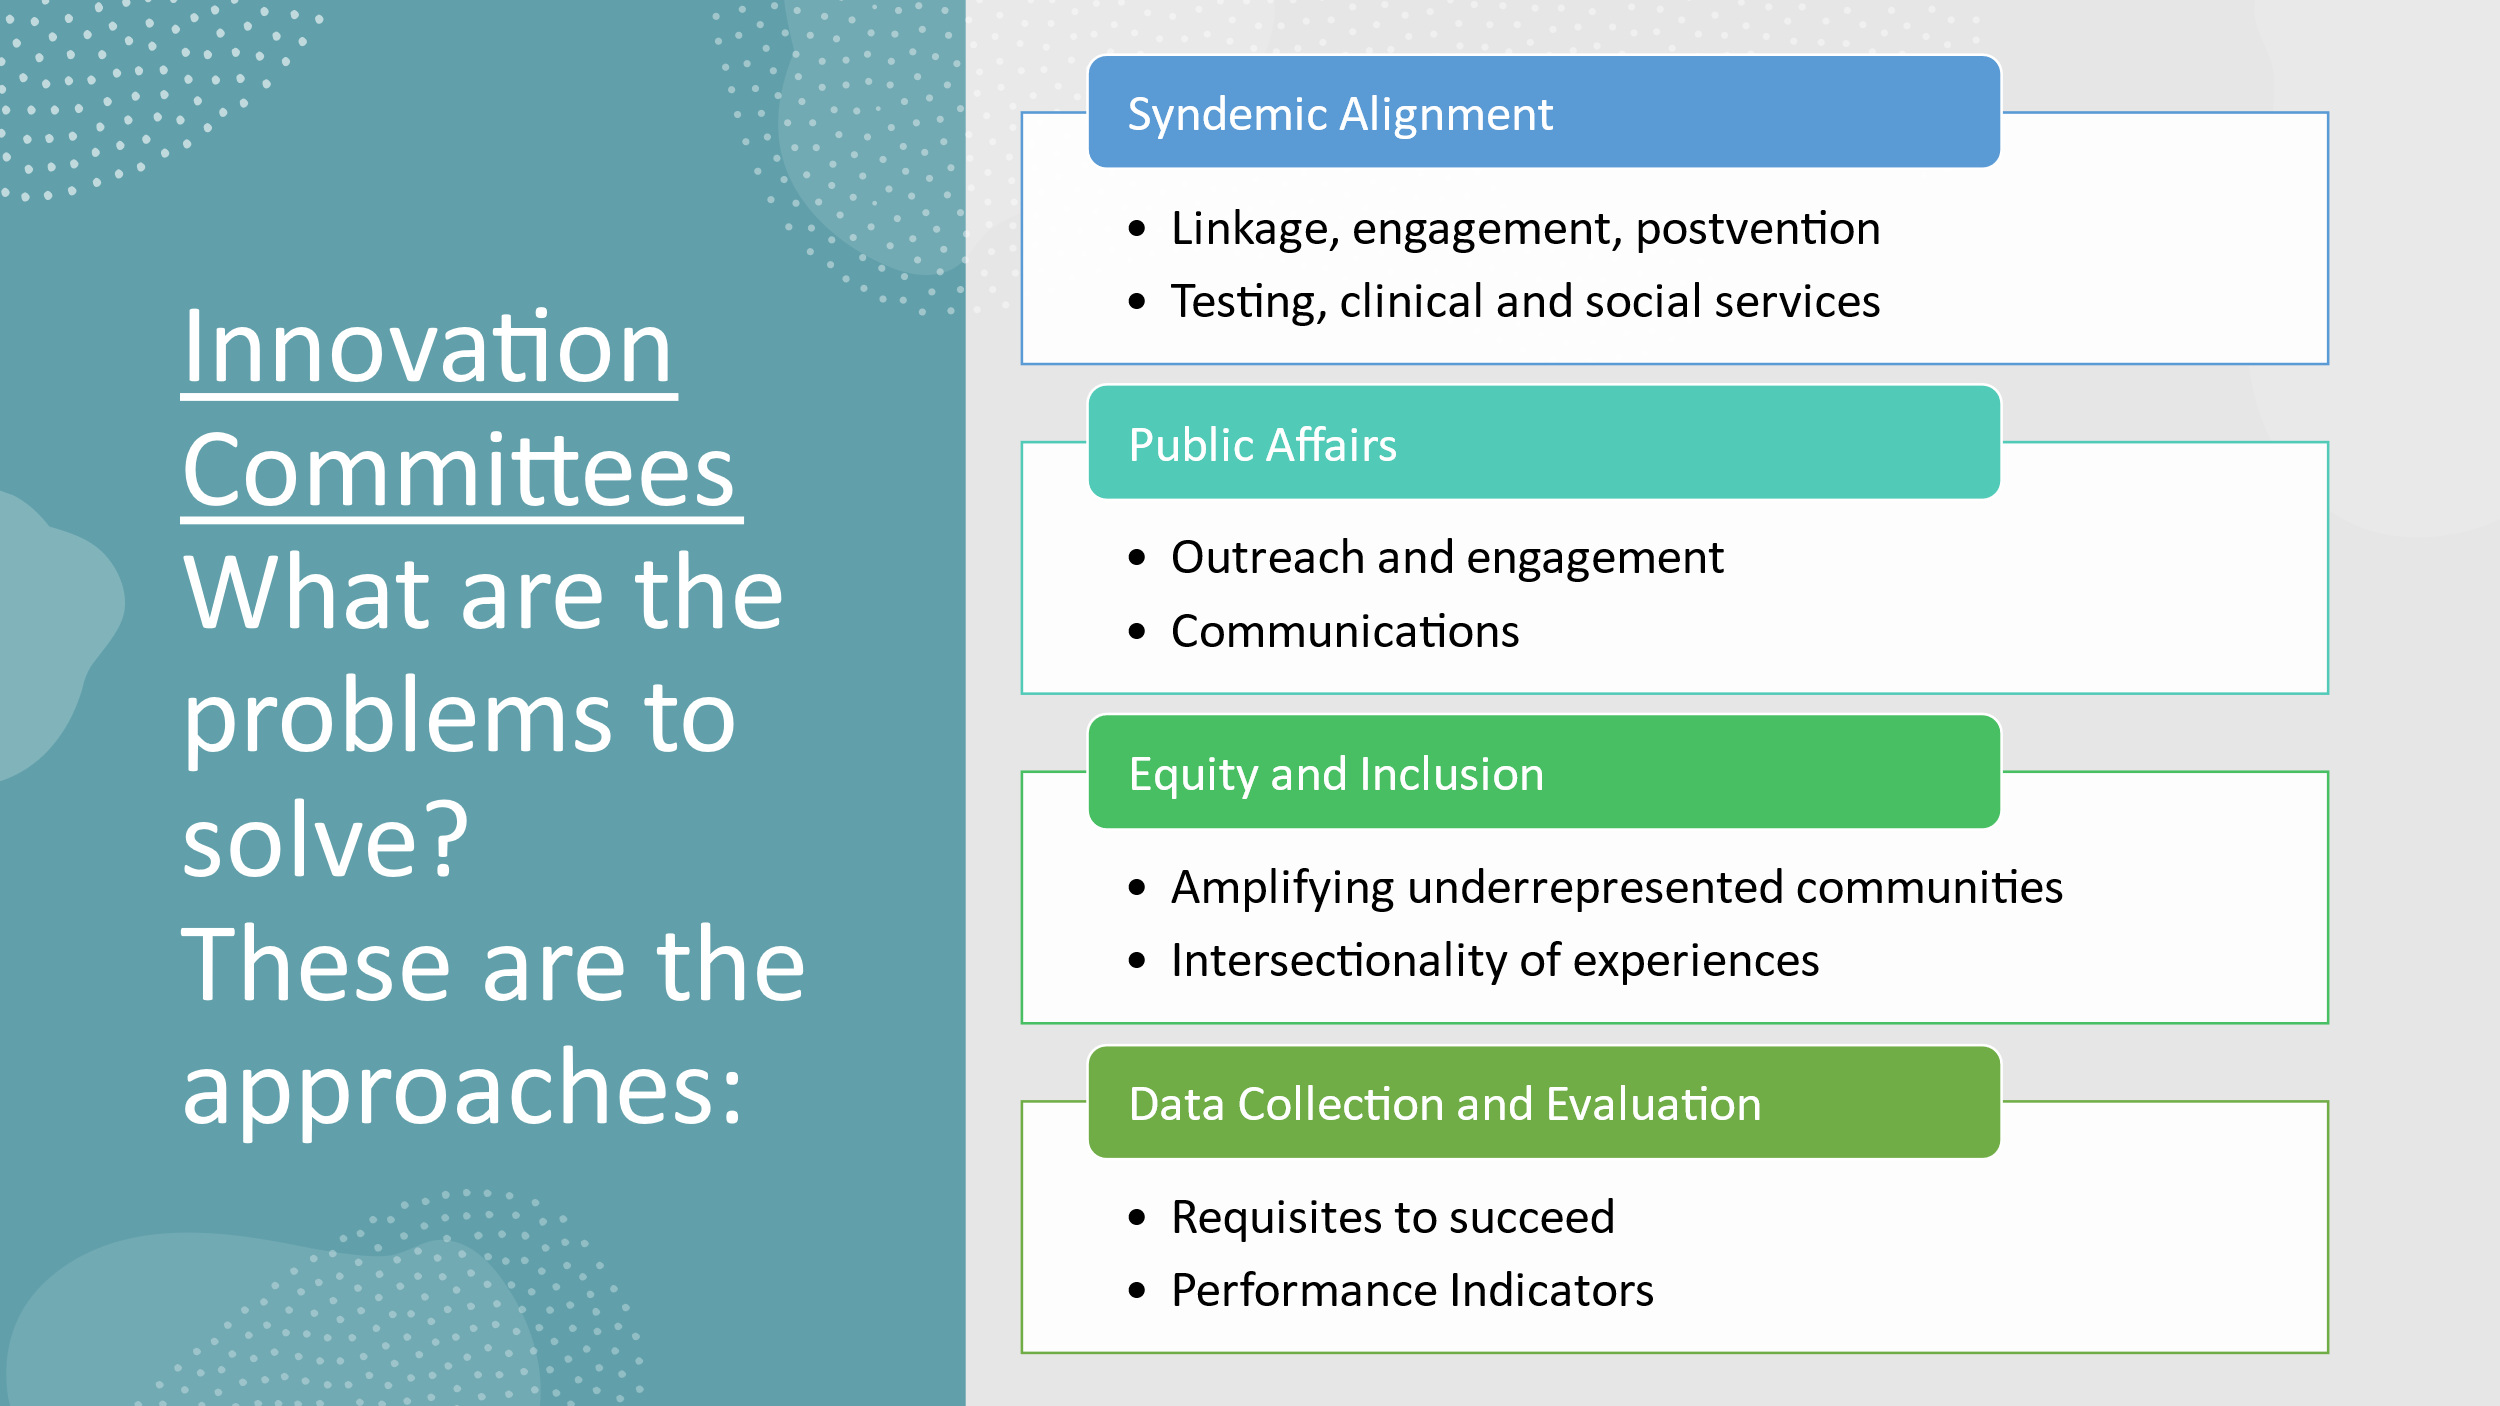 Innovation
Committees
What are the
problems to
solve?
These are the
approaches:
Syndemic Alignment
• Linkage, engagement, postvention
• Testing, clinical and social services
Public Affairs
• Outreach and engagement
• Communications
Equity and Inclusion
• Amplifying underrepresented communities
• Intersectionality of experiences
Data Collection and Evaluation
• Requisites to succeed
• Performance Indicators